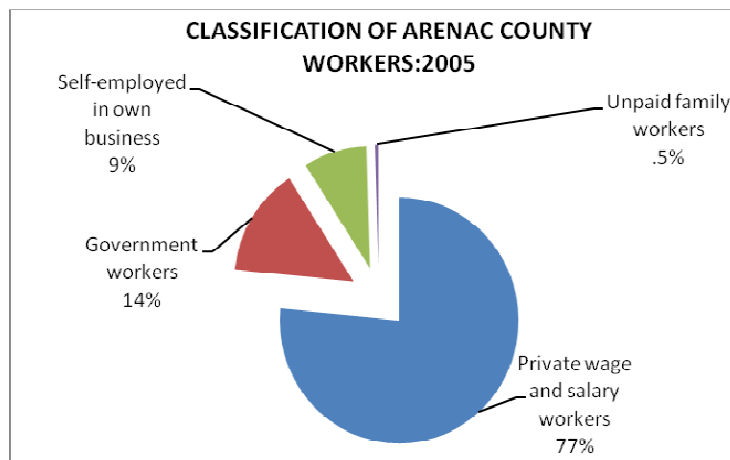 CLASSIFICATION OF ARENAC COUNTY
WORKERS:2005
Self-employed
in own
business
9%
Unpaid family
workers
.5%
Government
workers
14%
Private wage
and salary
workers
77%